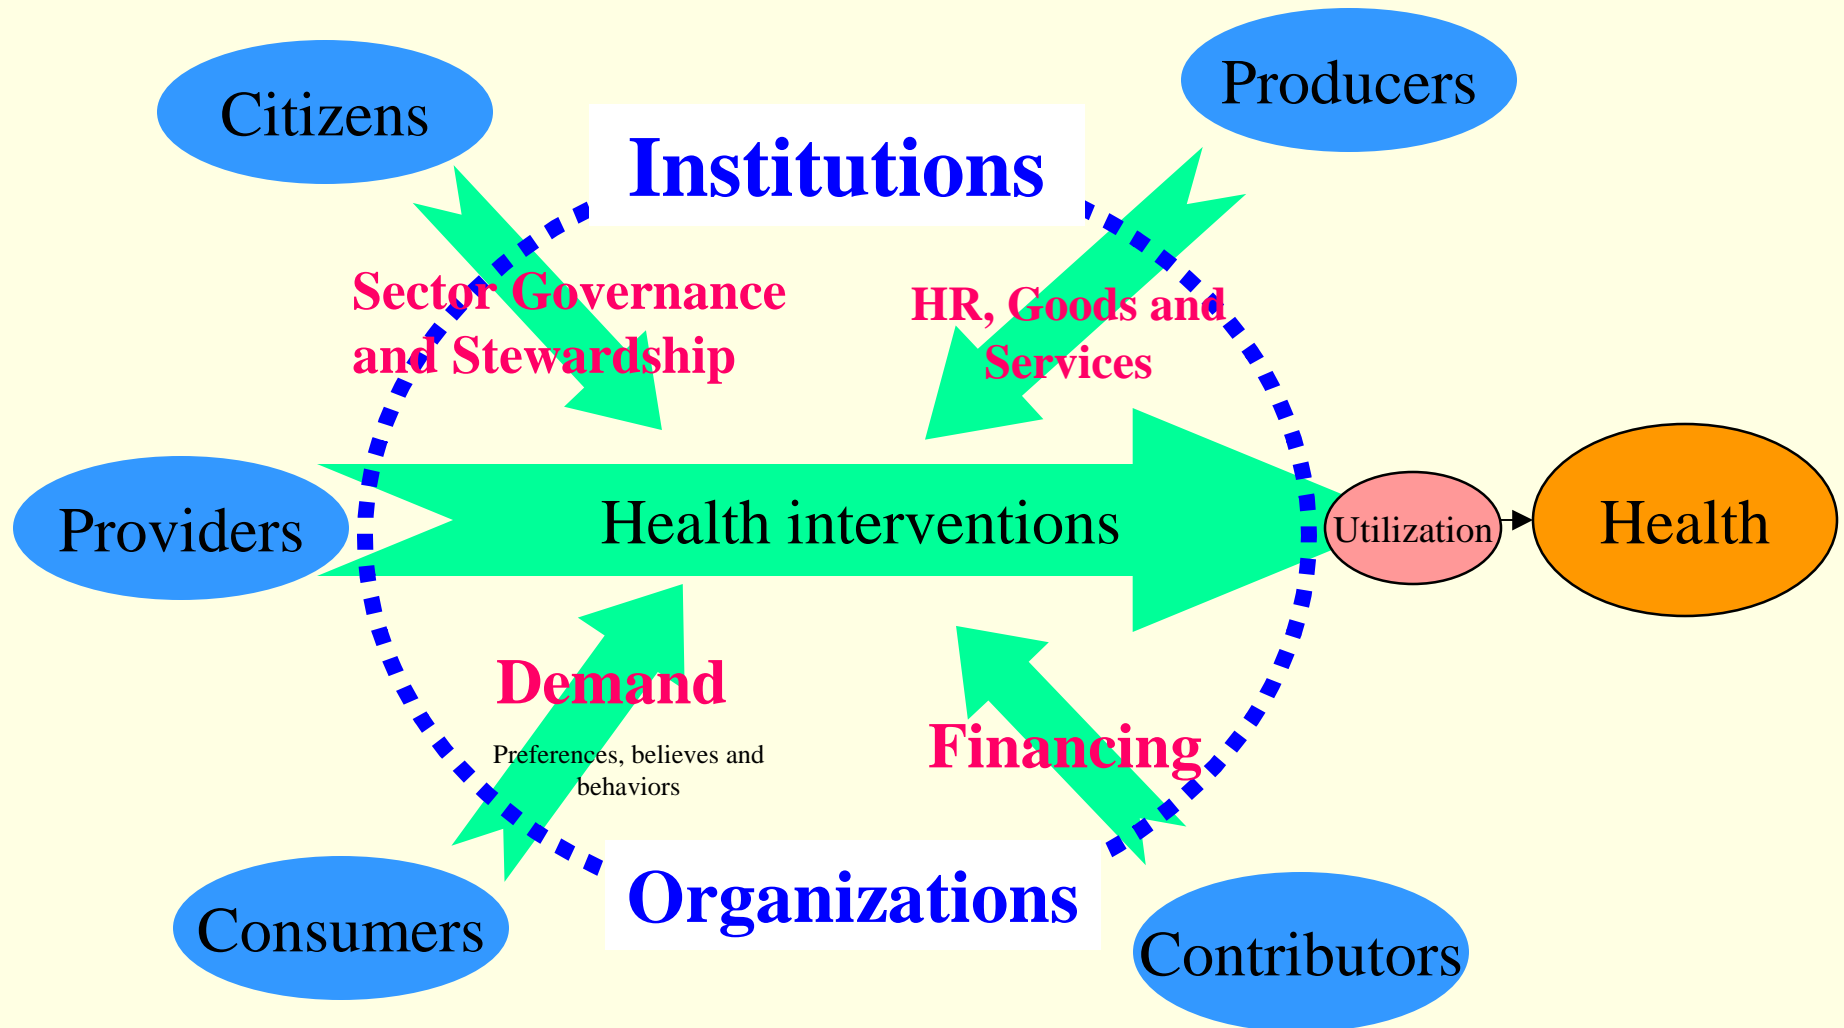 Citizens
Producers
Institutions
Sector Governance
and Stewardship
HR, Goods and
Services
Providers
Health interventions
Utilization
Health
Demand
Preferences, believes and
behaviors
Financing
Organizations
Consumers
Contributors